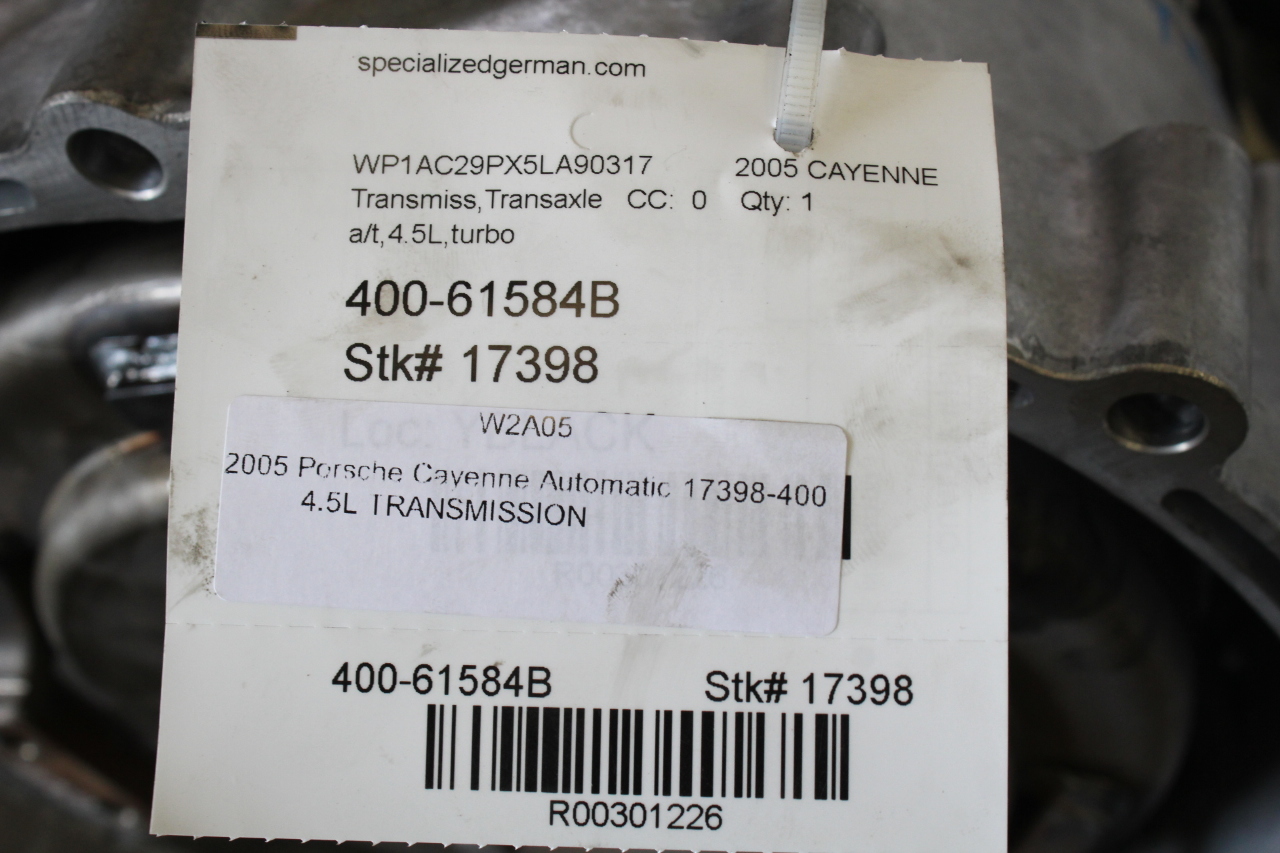 specializedgerman.com
WP1AC29PX5LA90317 2005 CAYENNE
Transmiss,Transaxle CC: 0 Qty: 1
a/t,4.5L,turbo
400-61584B
Stk# 17398
W2A05
2005 Porsche Cayenne Automatic 17398-400
4.5L TRANSMISSION
400-61584B Stk# 17398
R00301226